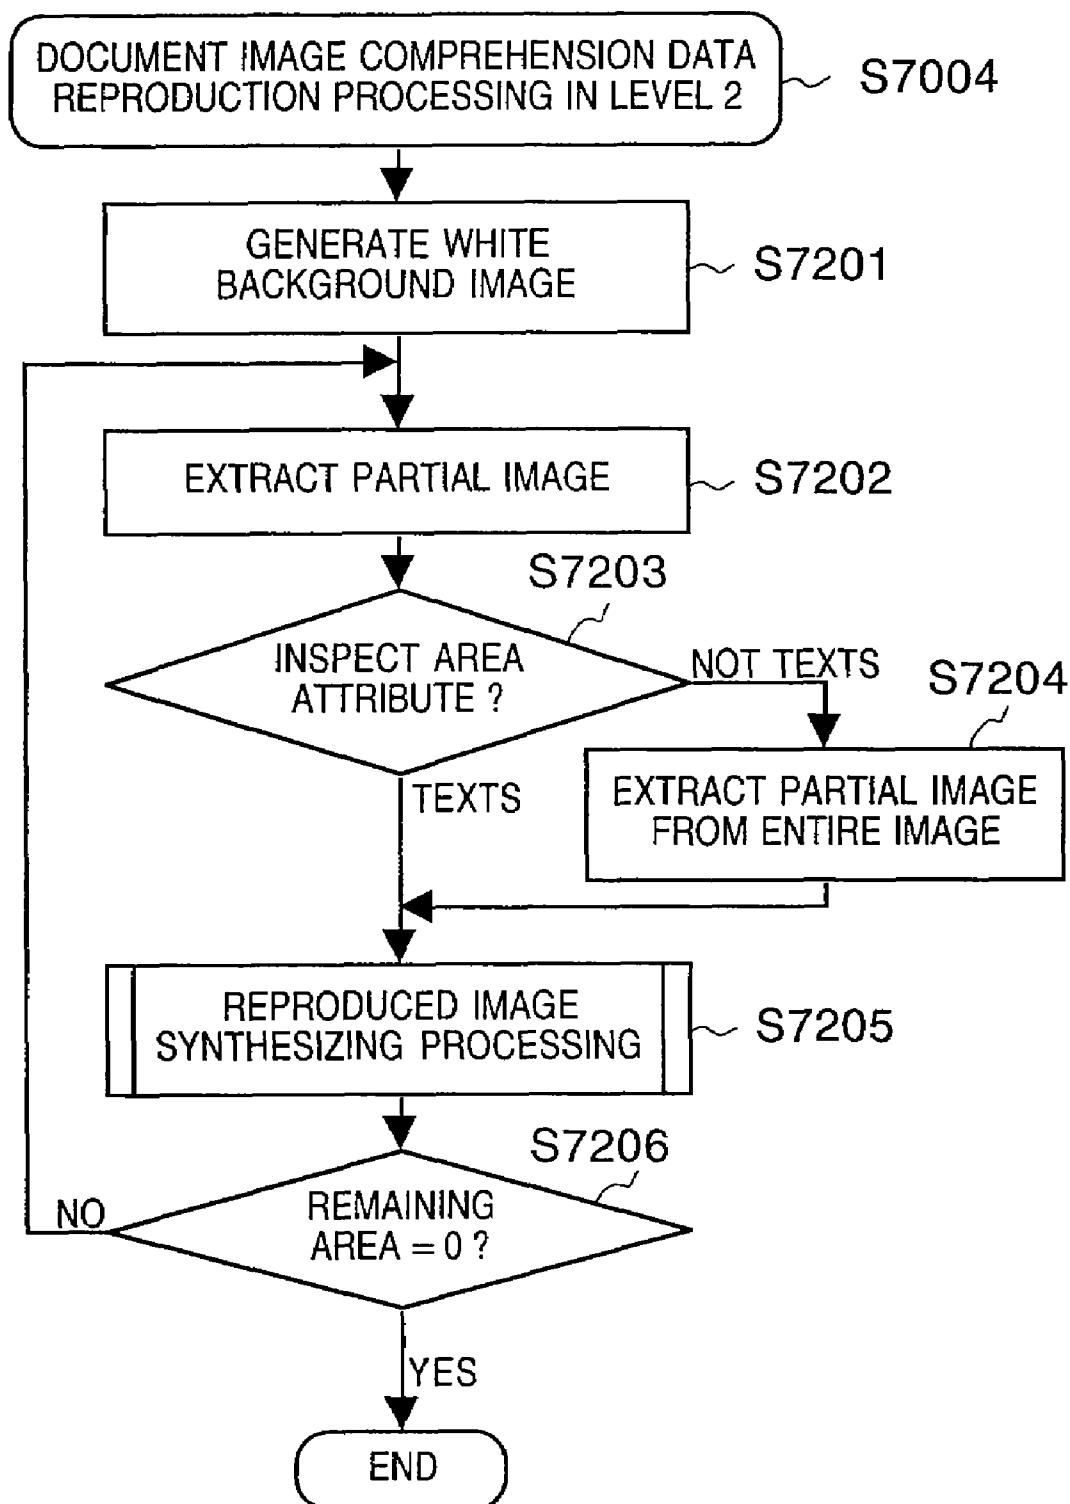 DOCUMENT IMAGE COMPREHENSION DATA
REPRODUCTION PROCESSING IN LEVEL 2
S7004
GENERATE WHITE
BACKGROUND IMAGE
S7201
EXTRACT PARTIAL IMAGE
S7202
S7203
INSPECT AREA
ATTRIBUTE ?
NOT TEXTS
S7204
TEXTS
EXTRACT PARTIAL IMAGE
FROM ENTIRE IMAGE
REPRODUCED IMAGE
SYNTHESIZING PROCESSING
S7205
S7206
REMAINING
AREA = 0 ?
NO
YES
END